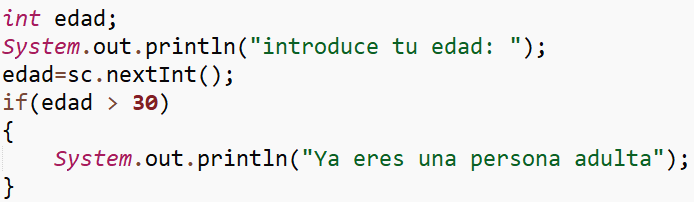 int edad;
System.out.println("introduce tu edad: ");
edad=sc.nextInt();
if(edad > 30)
{
    System.out.println("Ya eres una persona adulta");
}